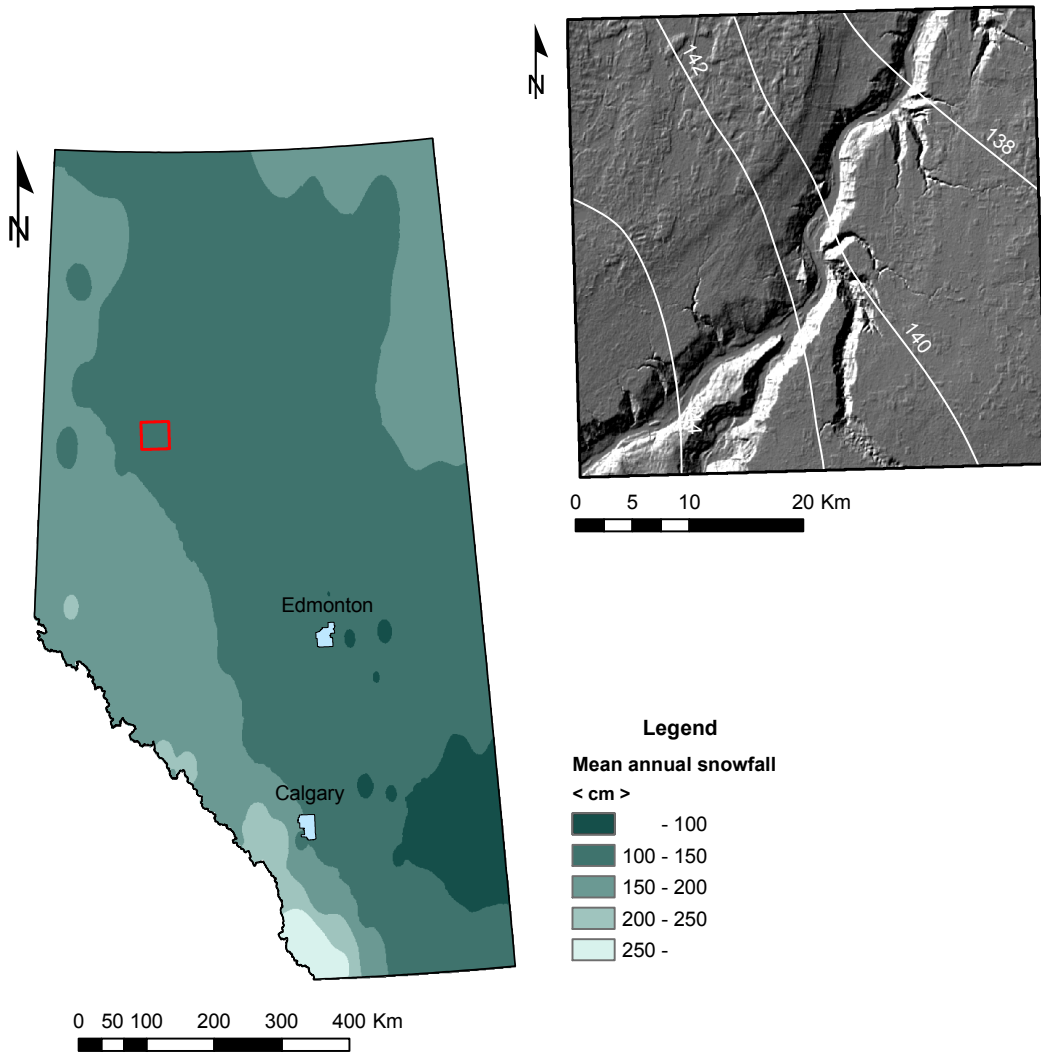 N
N
142
138
140
0 5 10 20 Km
Edmonton
Calgary
Legend
Mean annual snowfall
< cm >
- 100
100 - 150
150 - 200
200 - 250
250 -
0 50 100 200 300 400 Km